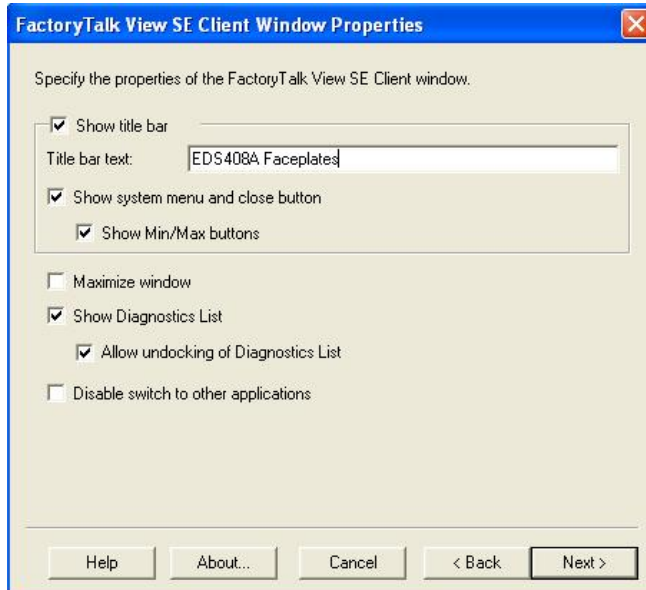 FactoryTalk View SE Client Window Properties
Specify the properties of the FactoryTalk View SE Client window.
Show title bar
Title bar text: EDS408A Faceplates
Show system menu and close button
Show Min/Max buttons
Maximize window
Show Diagnostics List
Allow undocking of Diagnostics List
Disable switch to other applications
Help About... Cancel < Back Next >